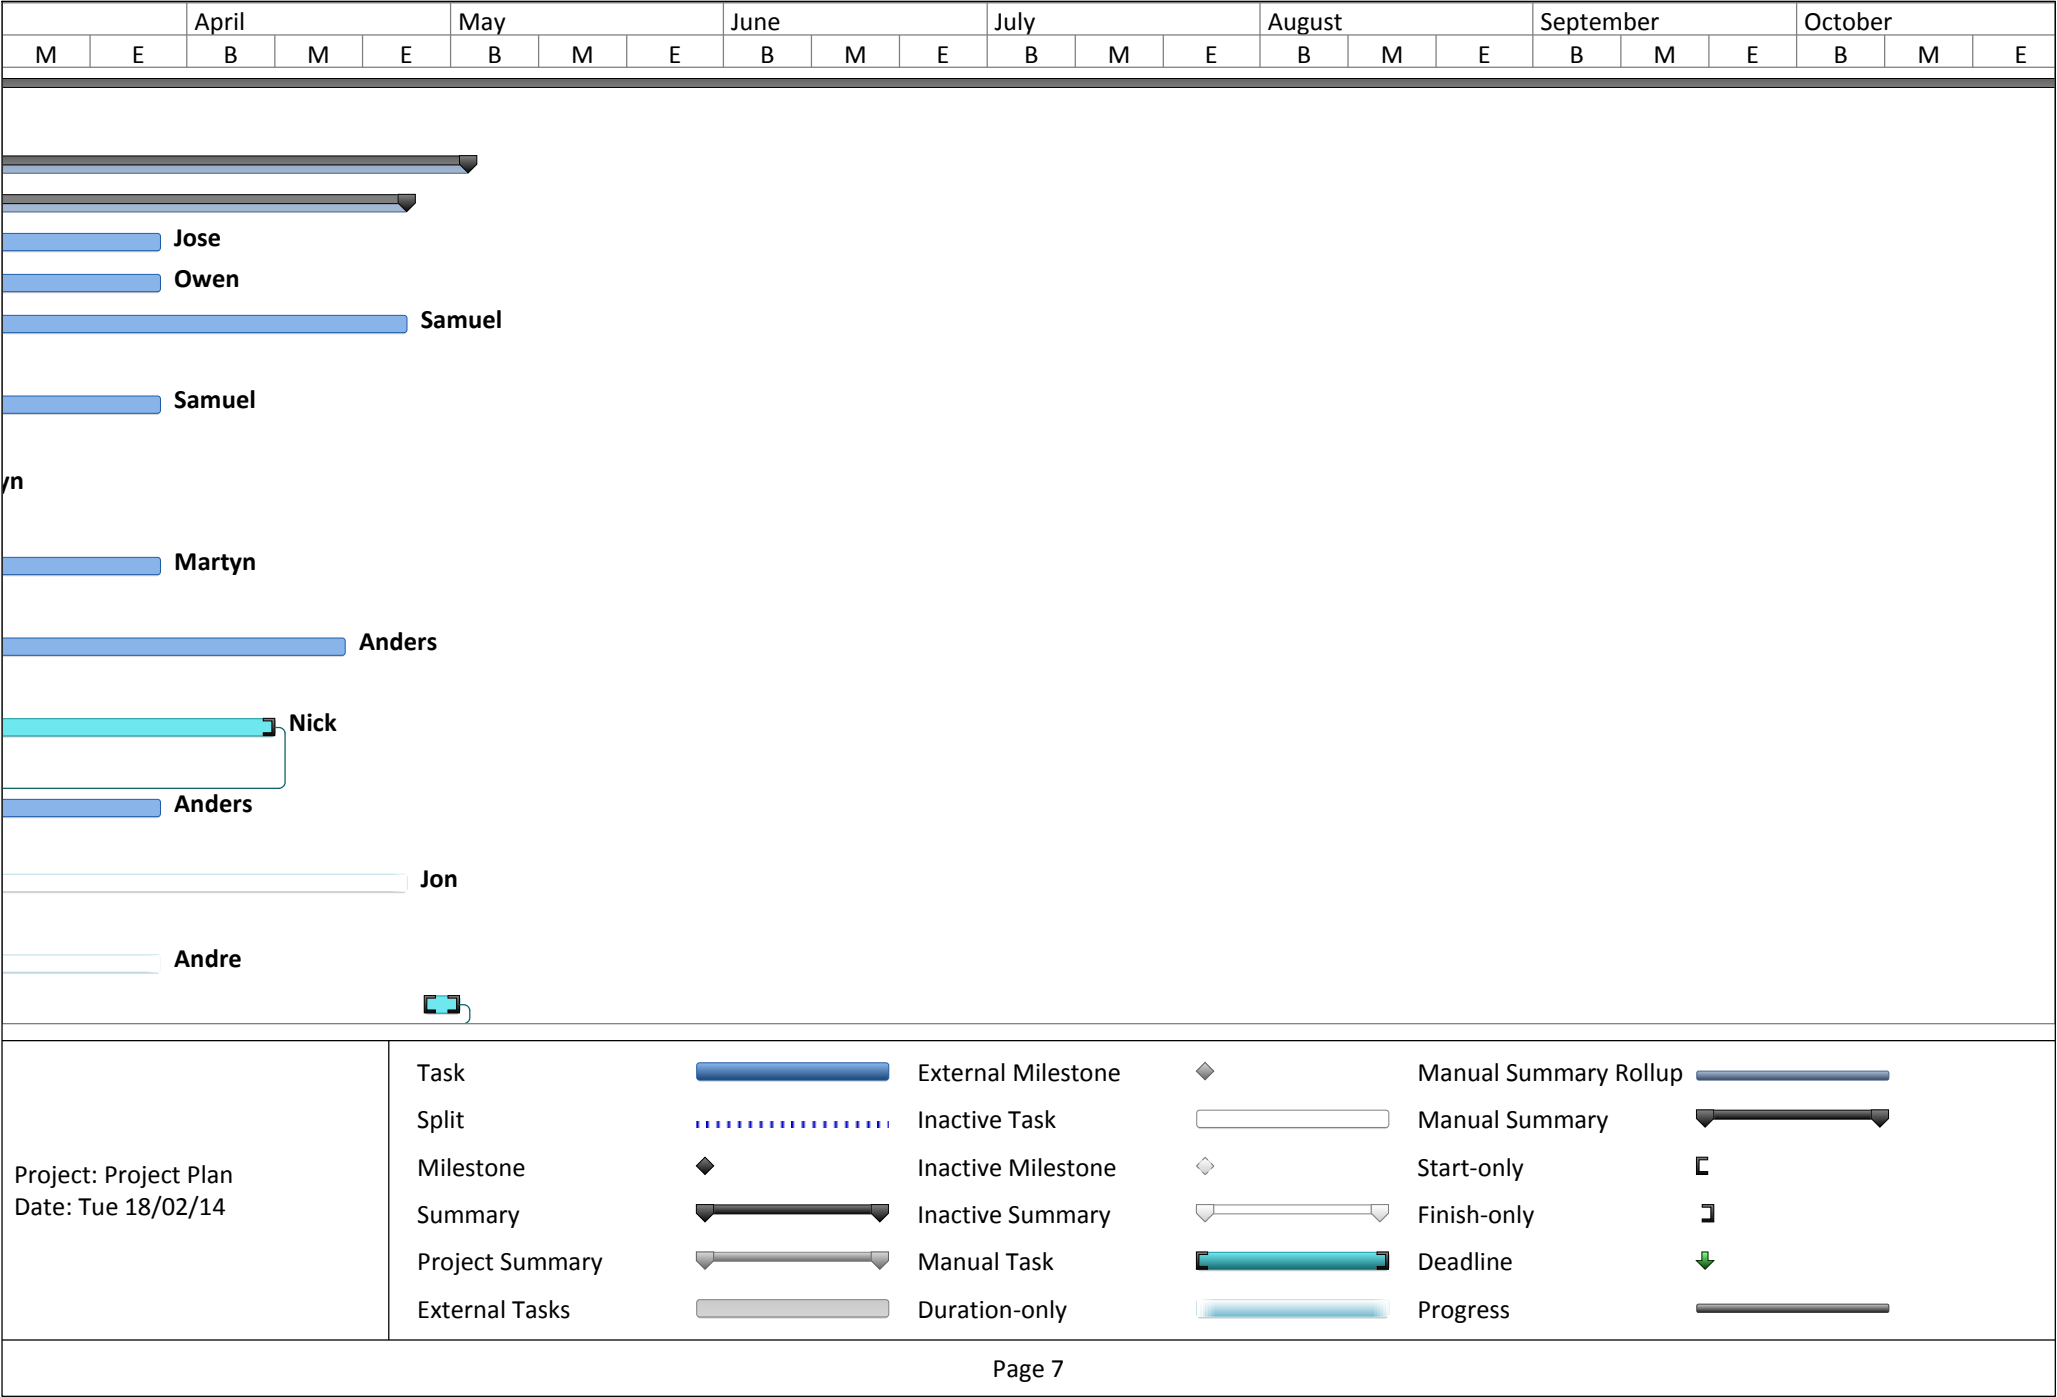 April May June July August September October
M E B M E B M E B M E B M E B M E B M E B M E
Jose
Owen
Samuel
Samuel
yn
Martyn
Anders
Nick
Anders
Jon
Andre
Task External Milestone Manual Summary Rollup
Split Inactive Task Manual Summary
Milestone Inactive Milestone Start-only
Project: Project Plan
Date: Tue 18/02/14
Summary Inactive Summary Finish-only
Project Summary Manual Task Deadline
External Tasks Duration-only Progress
Page 7